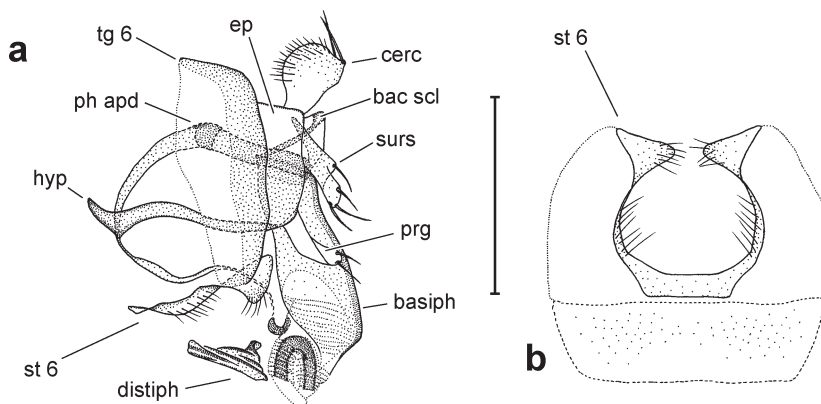 a
tg 6
ep
cerc
ph apd
bac scl
surs
hyp
prg
basiph
st 6
distiph
st 6
b